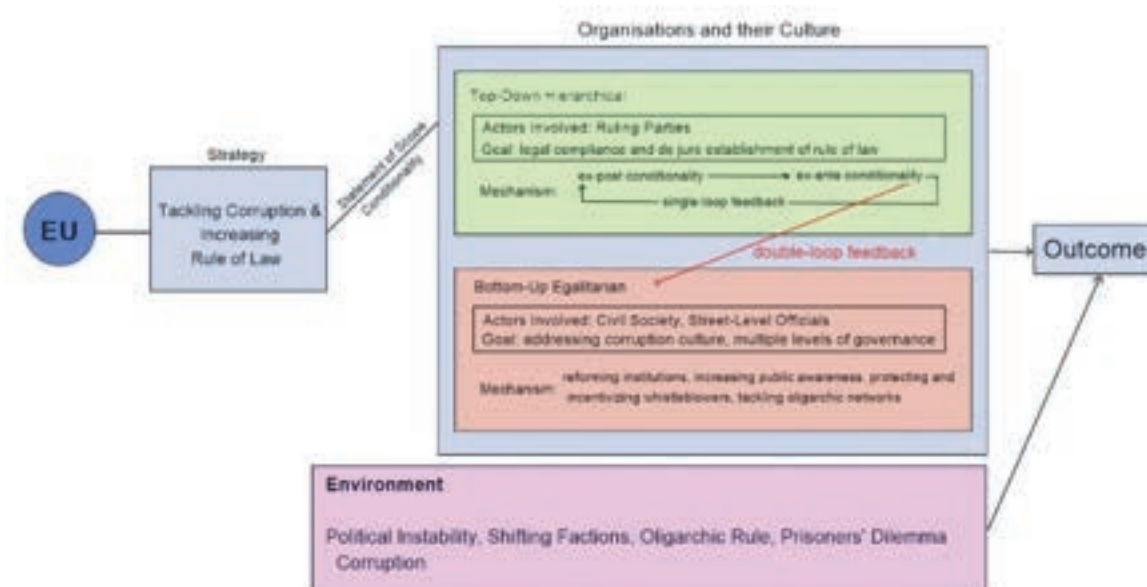 Organisations and their Culture
Top-Down Hierarchical
Actors Involved: Ruling Parties
Goal: legal compliance and de jure establishment of rule of law
ex-post conditionality
ex-ante conditionality
Mechanism:
single-loop feedback
double-loop feedback
Strategy
Tackling Corruption &
Increasing
Rule of Law
EU
Statement of Scope
Conditionality
Outcome
Bottom-Up Egalitarian
Actors Involved: Civil Society, Street-Level Officials
Goal: addressing corruption culture, multiple levels of governance
reforming institutions, increasing public awareness, protecting and
Mechanism:
incentivizing whistleblowers, tackling oligarchic networks
Environment
Political Instability, Shifting Factions, Oligarchic Rule, Prisoners' Dilemma
Corruption